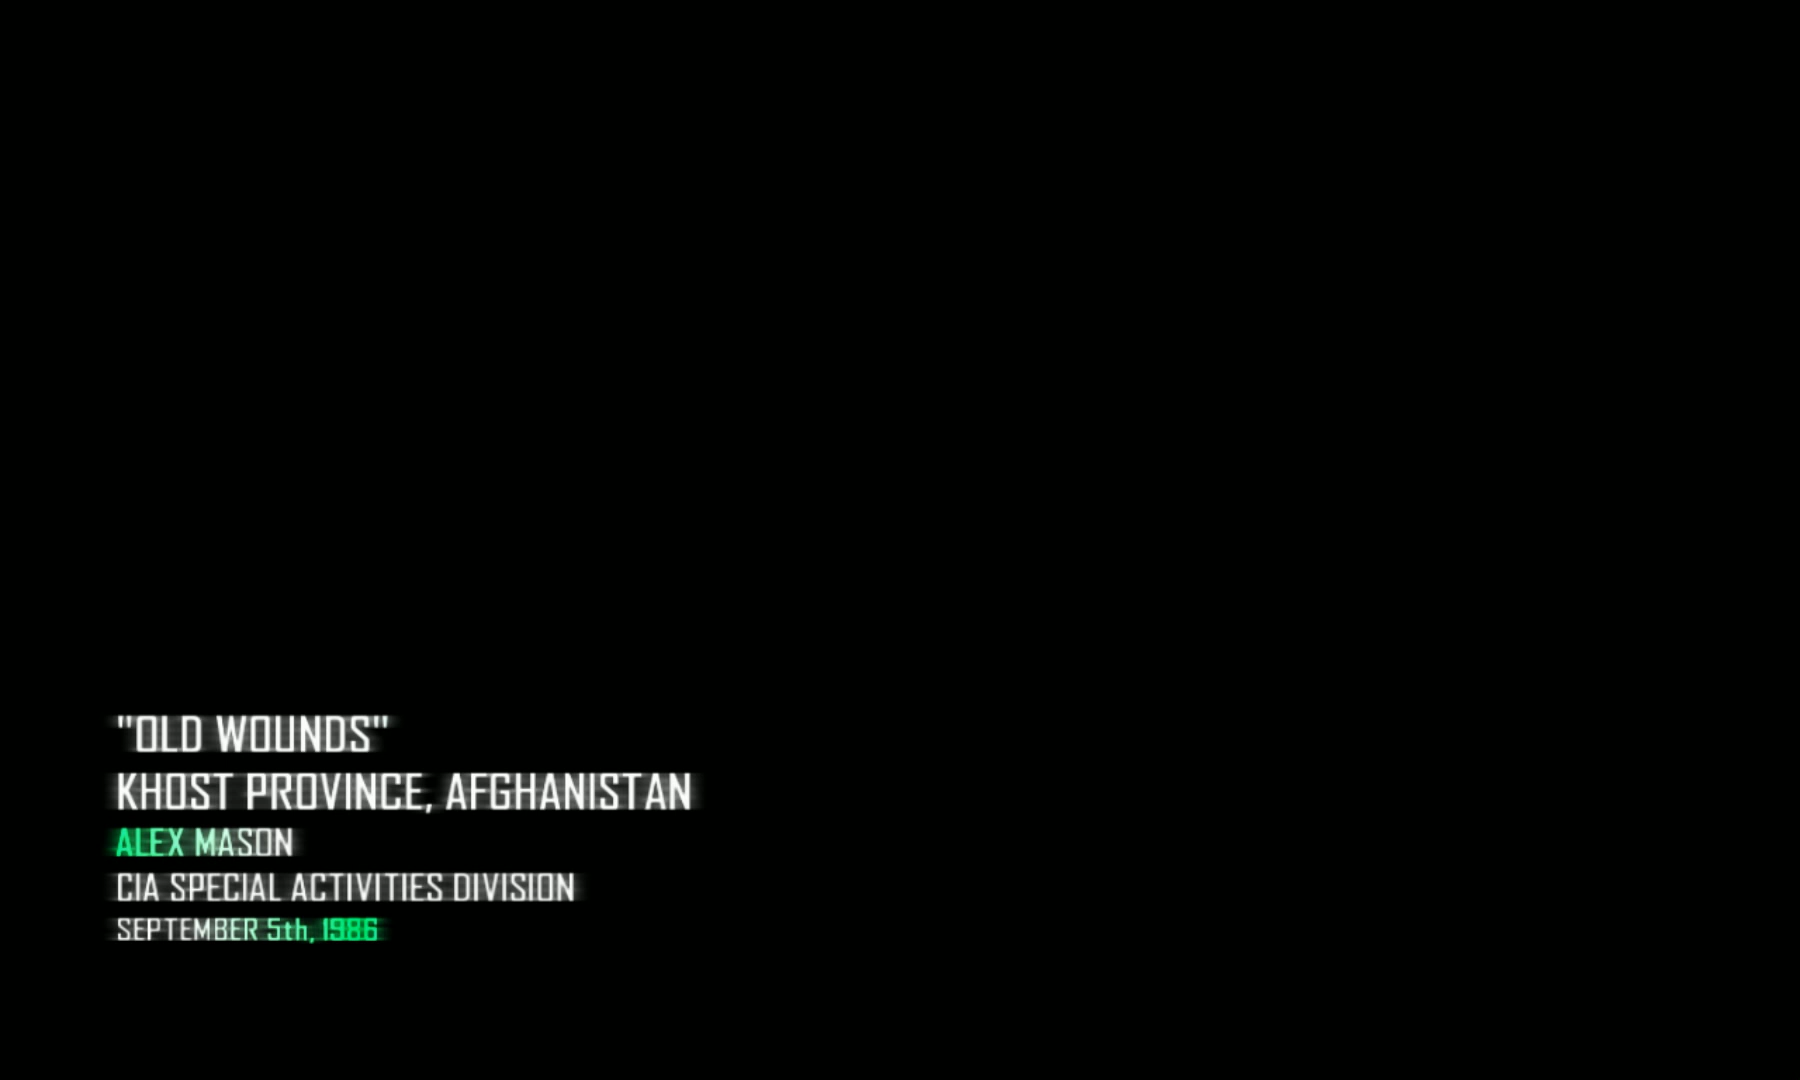 "OLD WOUNDS"
KHOST PROVINCE, AFGHANISTAN
ALEX MASON
CIA SPECIAL ACTIVITIES DIVISION
SEPTEMBER 5th, 1986